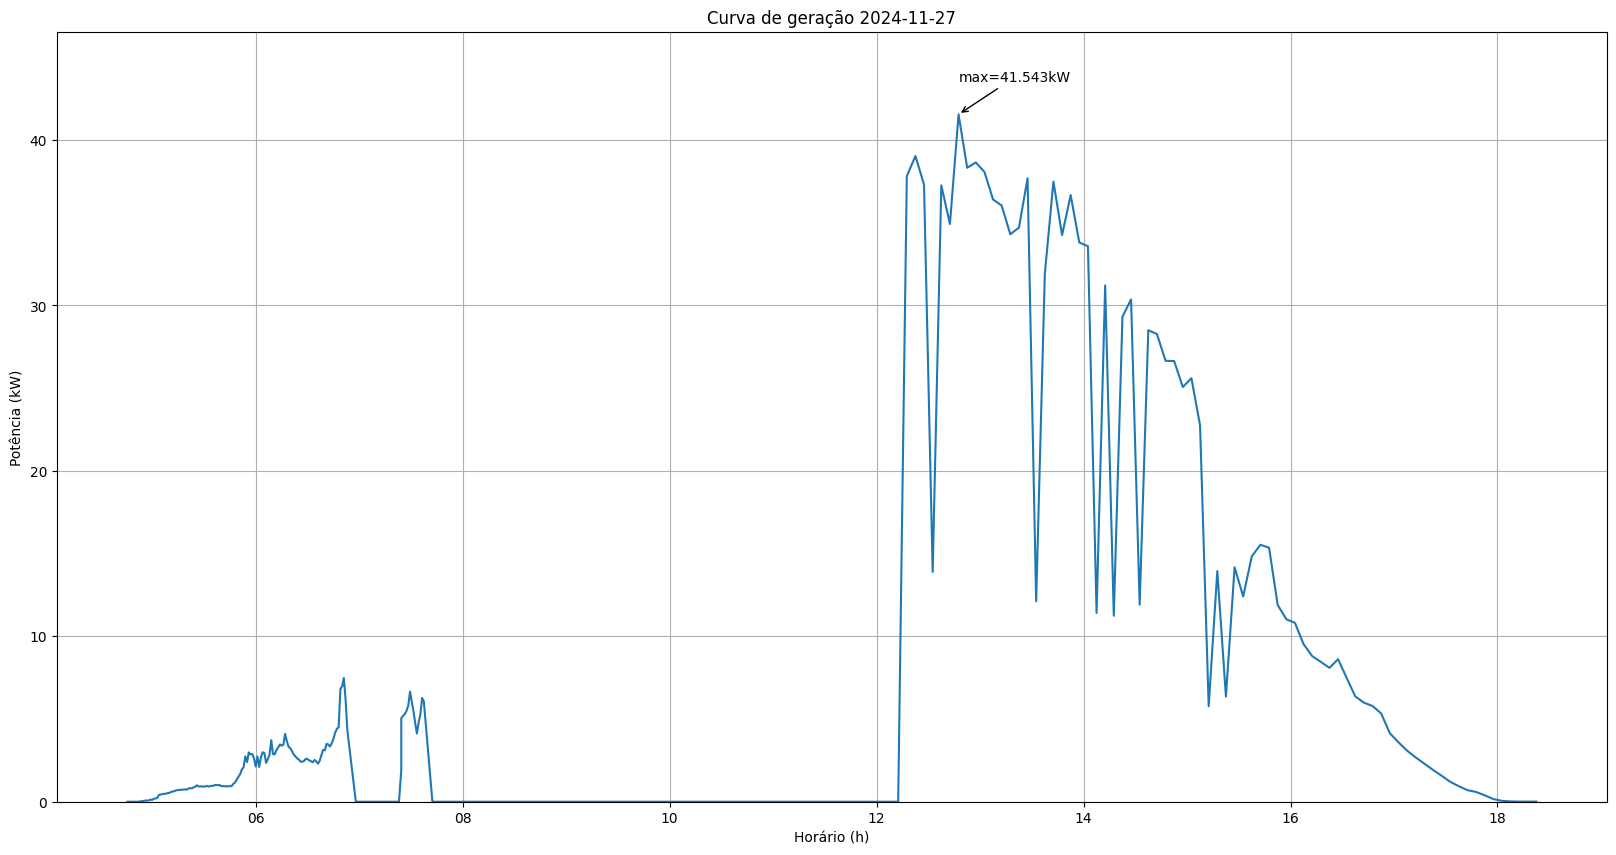 Curva de geração 2024-11-27
max=41.543kW
Potência (kW)
40
30
20
10
0
06 08 10 12 14 16 18
Horário (h)